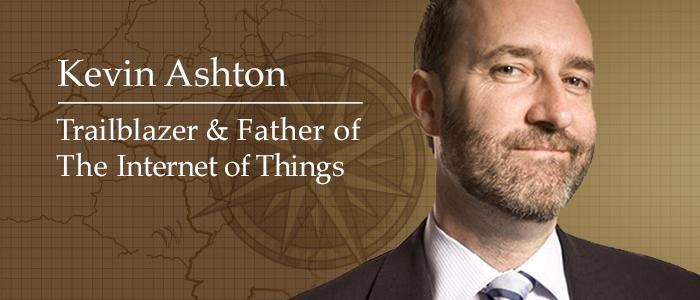 Kevin Ashton
Trailblazer & Father of
The Internet of Things